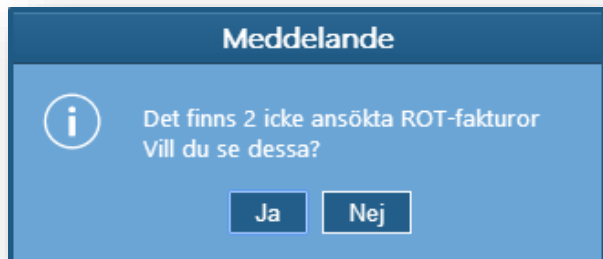 Meddelande
Det finns 2 icke ansökta ROT-fakturor
Vill du se dessa?
Ja Nej